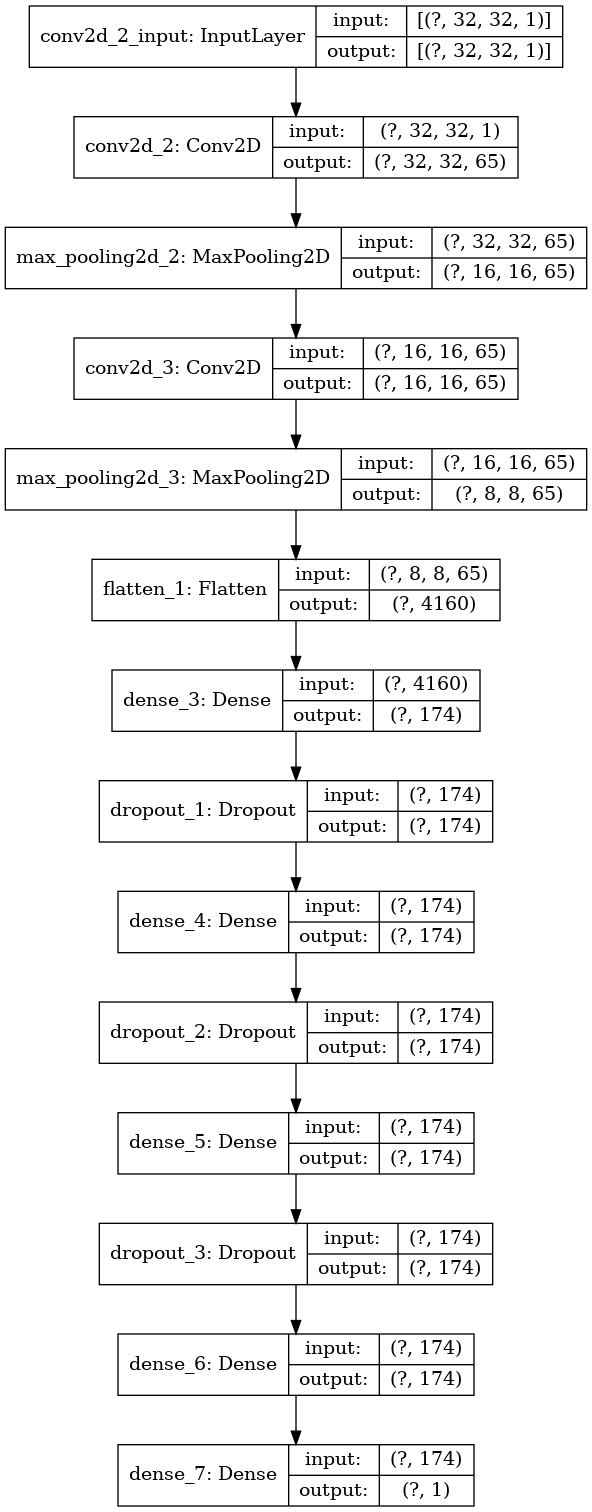 conv2d_2_input: InputLayer
input: [(?, 32, 32, 1)]
output: [(?, 32, 32, 1)]
conv2d_2: Conv2D
input: (?, 32, 32, 1)
output: (?, 32, 32, 65)
max_pooling2d_2: MaxPooling2D
input: (?, 32, 32, 65)
output: (?, 16, 16, 65)
conv2d_3: Conv2D
input: (?, 16, 16, 65)
output: (?, 16, 16, 65)
max_pooling2d_3: MaxPooling2D
input: (?, 16, 16, 65)
output: (?, 8, 8, 65)
flatten_1: Flatten
input: (?, 8, 8, 65)
output: (?, 4160)
dense_3: Dense
input: (?, 4160)
output: (?, 174)
dropout_1: Dropout
input: (?, 174)
output: (?, 174)
dense_4: Dense
input: (?, 174)
output: (?, 174)
dropout_2: Dropout
input: (?, 174)
output: (?, 174)
dense_5: Dense
input: (?, 174)
output: (?, 174)
dropout_3: Dropout
input: (?, 174)
output: (?, 174)
dense_6: Dense
input: (?, 174)
output: (?, 174)
dense_7: Dense
input: (?, 174)
output: (?, 1)